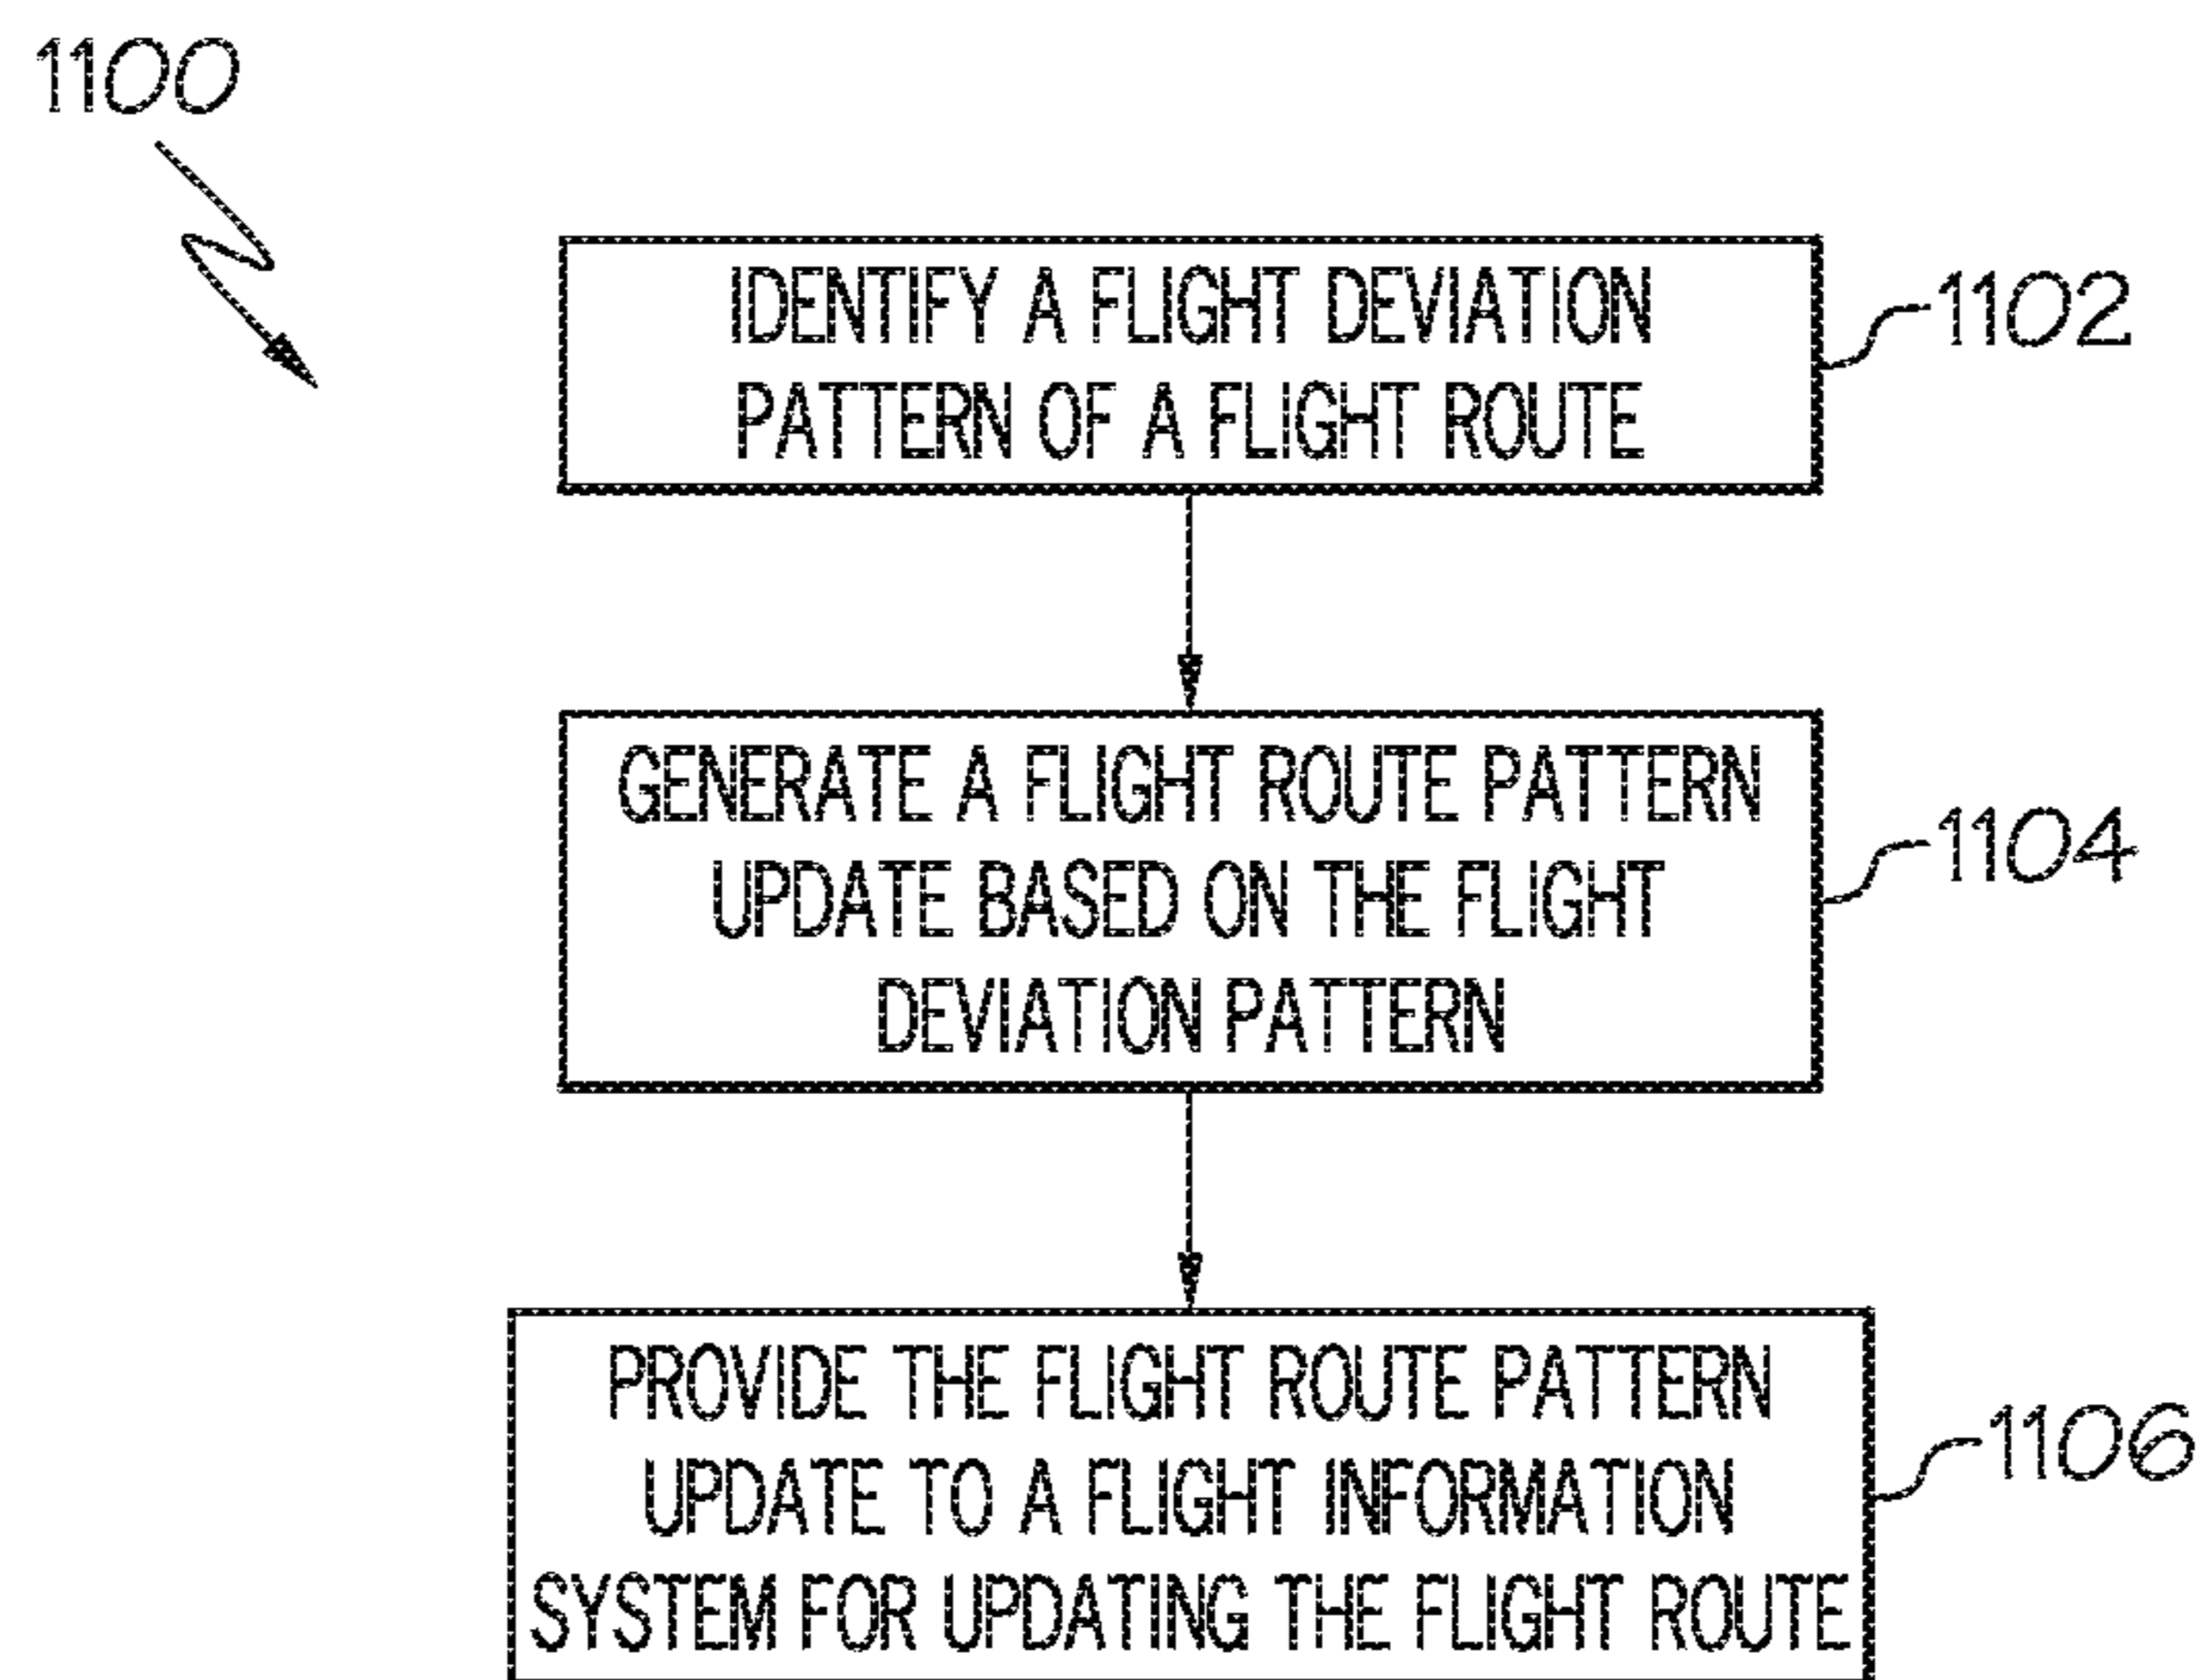 1100
IDENTIFY A FLIGHT DEVIATION
PATTERN OF A FLIGHT ROUTE
1102
GENERATE A FLIGHT ROUTE PATTERN
UPDATE BASED ON THE FLIGHT
DEVIATION PATTERN
1104
PROVIDE THE FLIGHT ROUTE PATTERN
UPDATE TO A FLIGHT INFORMATION
SYSTEM FOR UPDATING THE FLIGHT ROUTE
1106